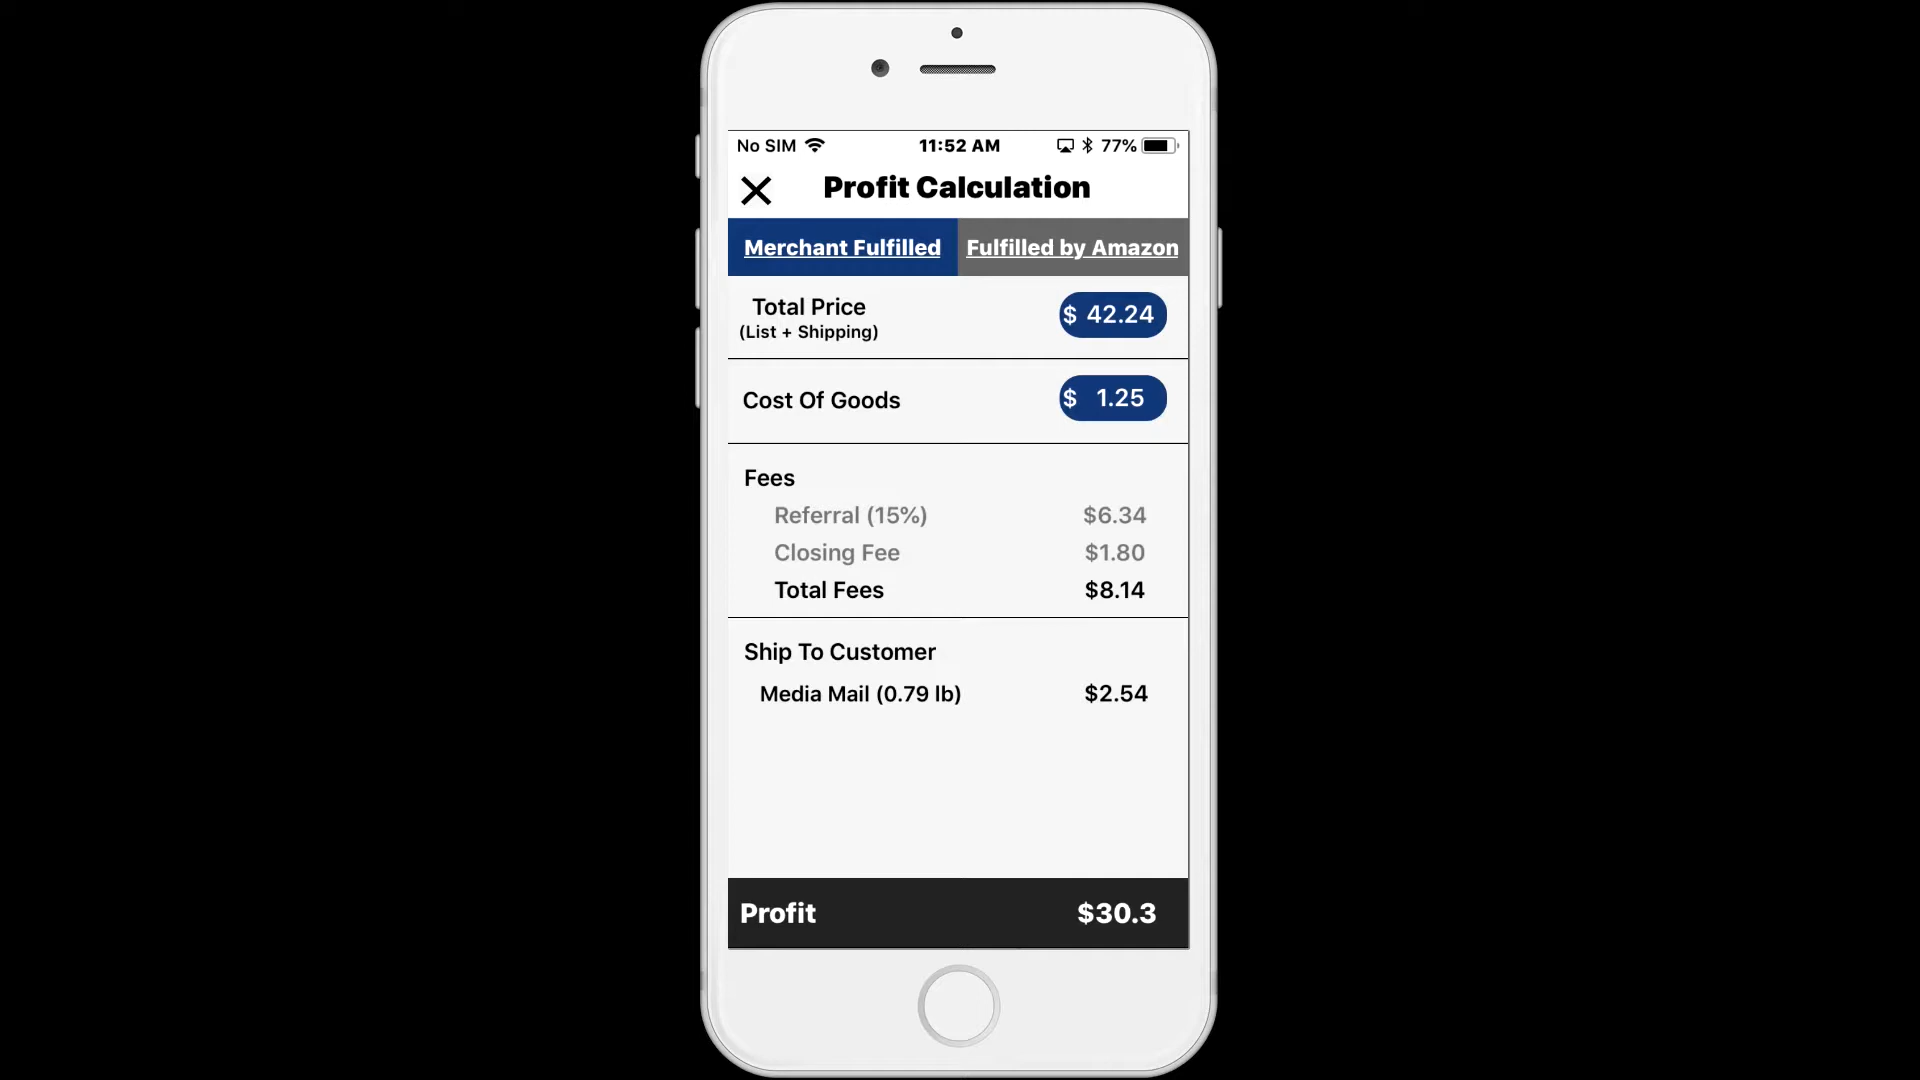 No SIM 11:52 AM 77%
Profit Calculation
Merchant Fulfilled Fulfilled by Amazon
Total Price $ 42.24
(List + Shipping)
Cost Of Goods $ 1.25
Fees
Referral (15%) $6.34
Closing Fee $1.80
Total Fees $8.14
Ship To Customer
Media Mail (0.79 lb) $2.54
Profit $30.3